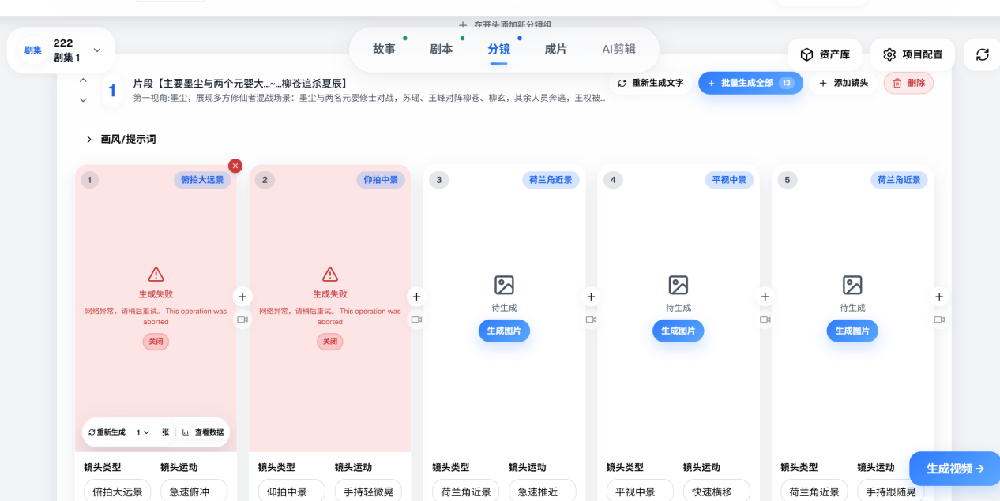 在开头添加新分镜组
剧集
222
剧集 1
故事
剧本
分镜
成片
AI剪辑
资产库
项目配置
1
片段【主要墨尘与两个元婴大...~...柳苍追杀夏辰】
第一视角:墨尘，展现多方修仙者混战场景：墨尘与两名元婴修士对战，苏瑶、王峰对阵柳苍、柳玄，其余人员奔逃，王权被...
重新生成文字
批量生成全部 13
添加镜头
删除
画风/提示词
1
俯拍大远景
生成失败
网络异常，请稍后重试。 This operation was
aborted
关闭
重新生成 1 张 查看数据
镜头类型 镜头运动
俯拍大远景 急速俯冲
2
仰拍中景
生成失败
网络异常，请稍后重试。 This operation was
aborted
关闭
镜头类型 镜头运动
仰拍中景 手持轻微晃
3
荷兰角近景
待生成
生成图片
镜头类型 镜头运动
荷兰角近景 急速推近
4
平视中景
待生成
生成图片
镜头类型 镜头运动
平视中景 快速横移
5
荷兰角近景
待生成
生成图片
镜头类型 镜头运动
荷兰角近景 手持跟随晃
生成视频